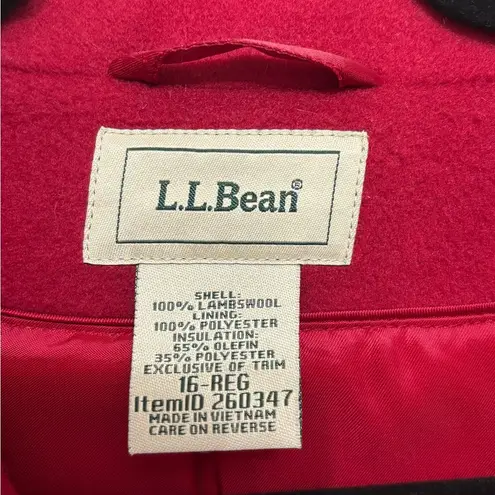 L.L.Bean®
SHELL:
100% LAMBSWOOL
LINING:
100% POLYESTER
INSULATION:
65% OLEFIN
35% POLYESTER
EXCLUSIVE OF TRIM
16-REG
ItemID 260347
MADE IN VIETNAM
CARE ON REVERSE